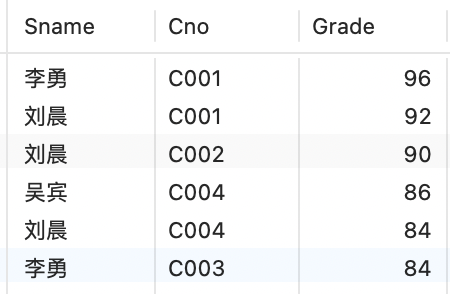 Sname Cno Grade
李勇 C001 96
刘晨 C001 92
刘晨 C002 90
吴宾 C004 86
刘晨 C004 84
李勇 C003 84